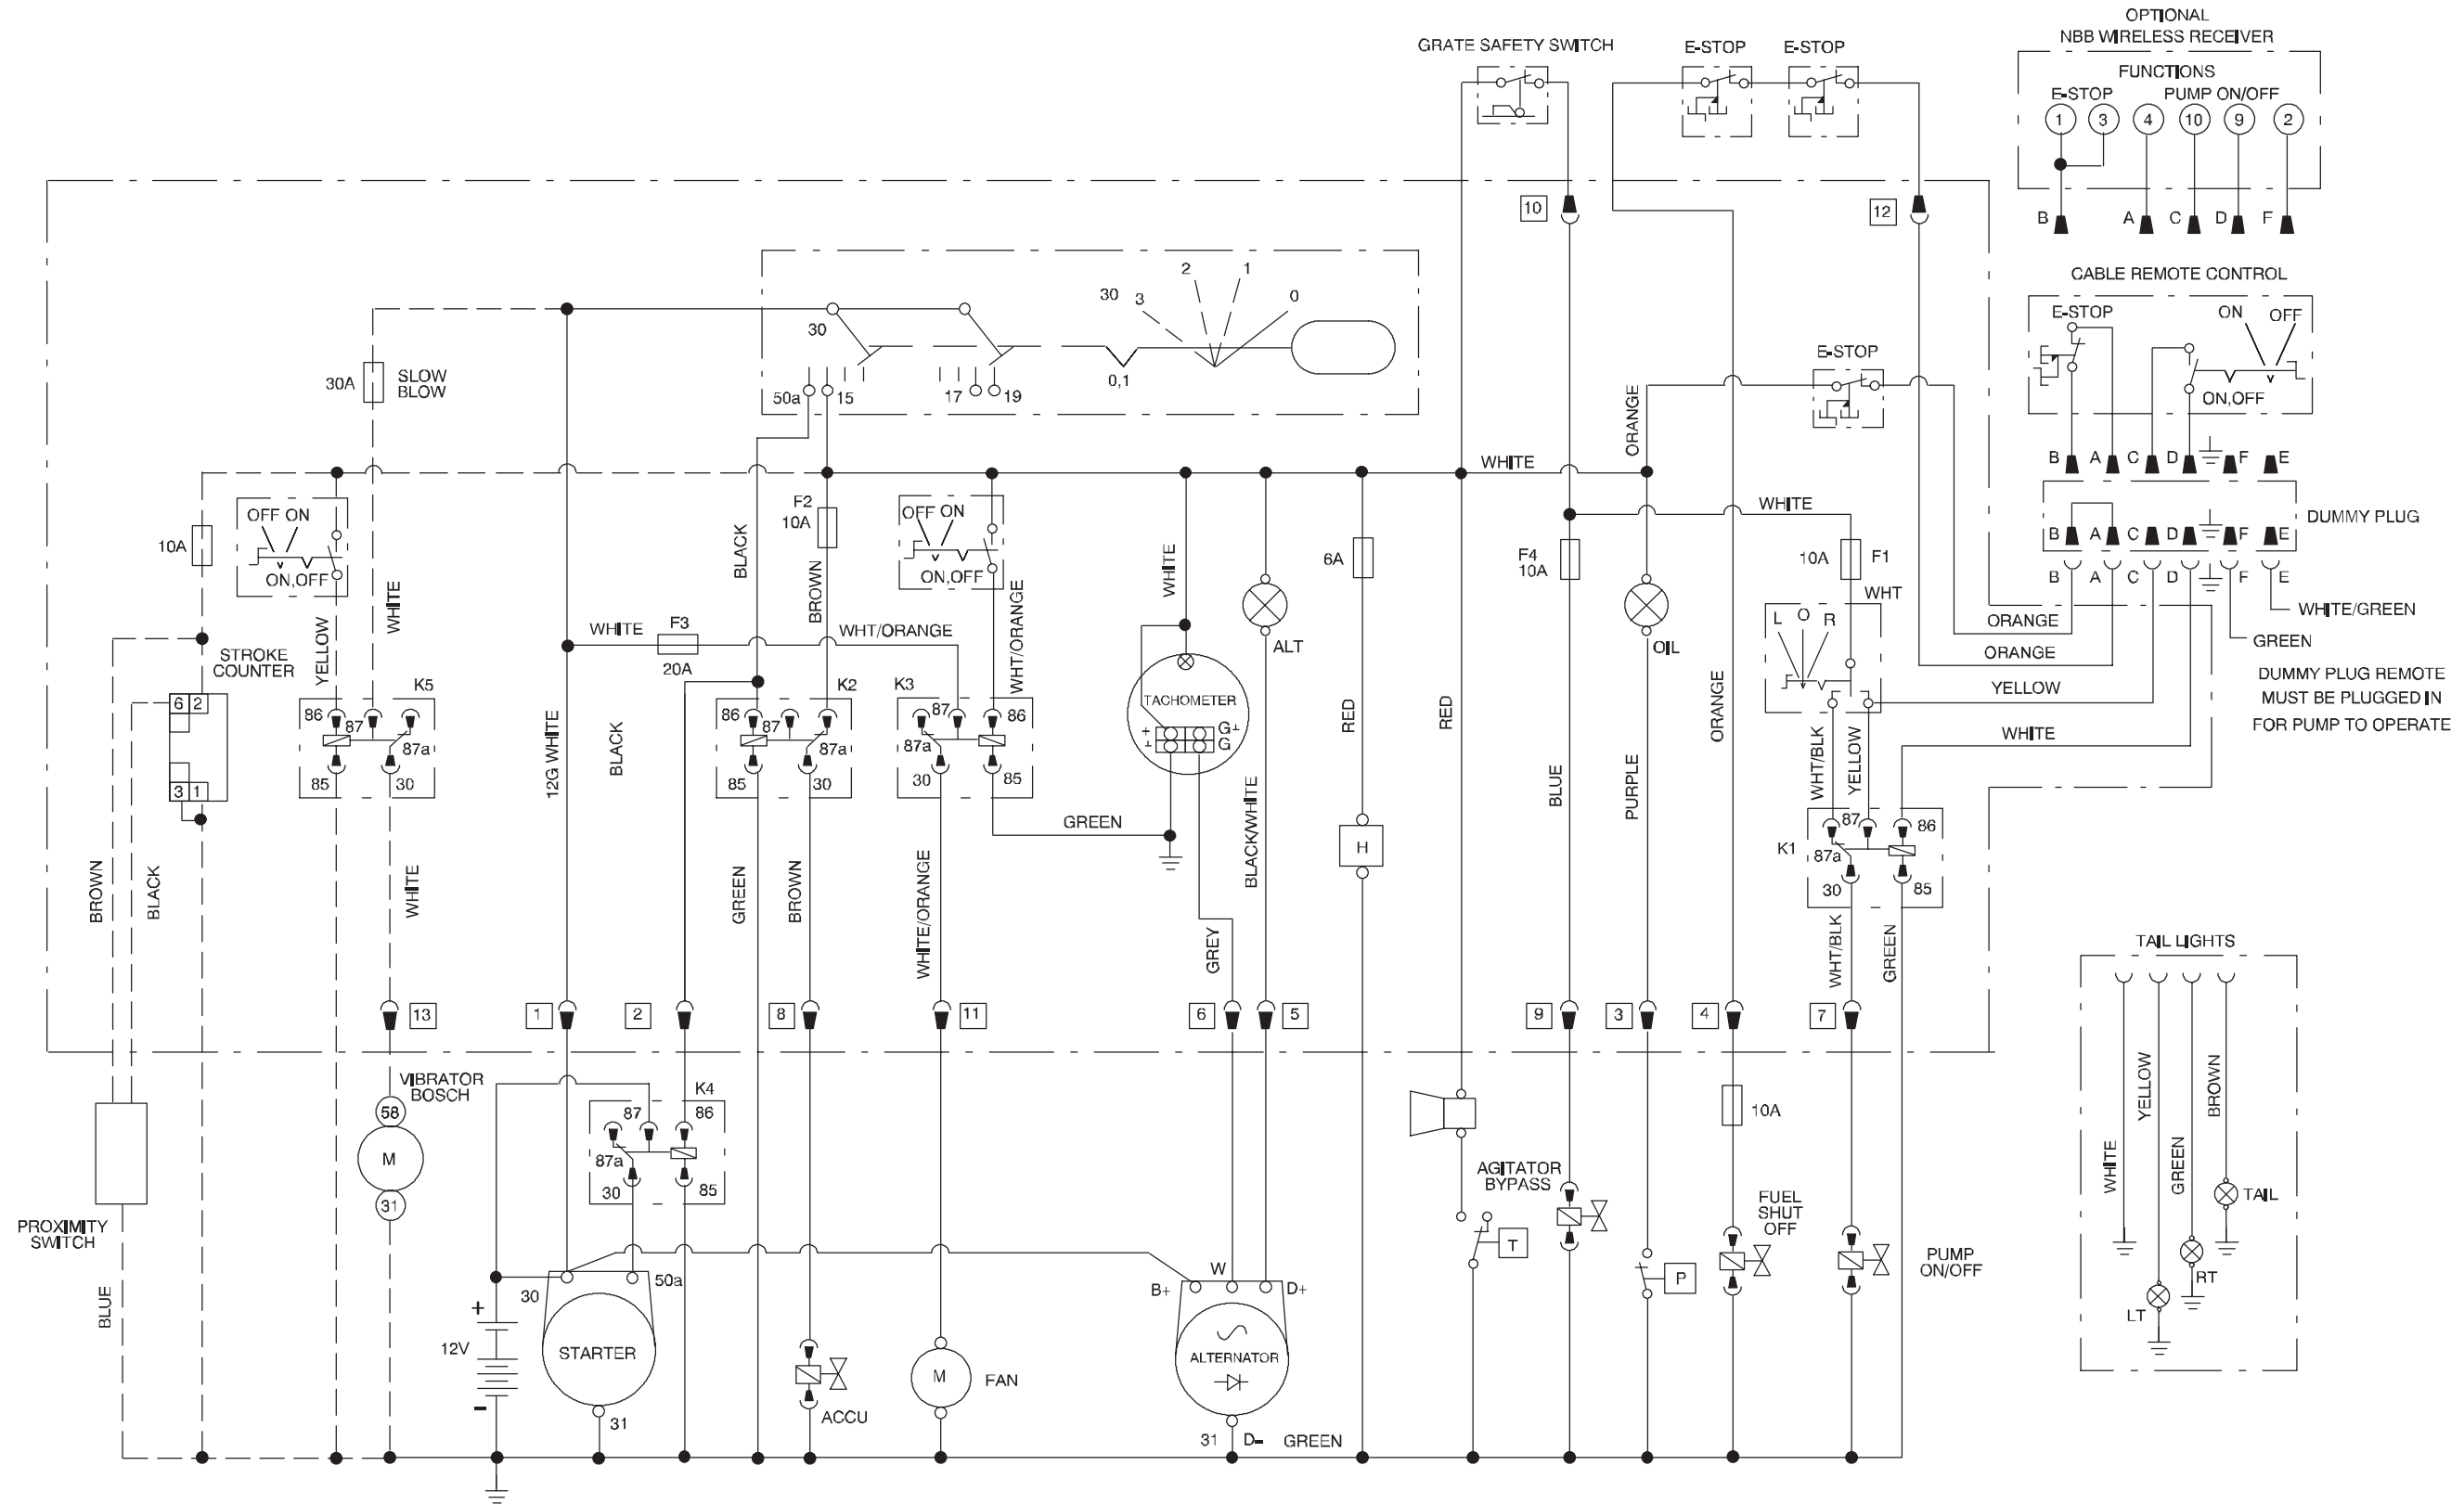 OPTIONAL
NBB WIRELESS RECEIVER
FUNCTIONS
E-STOP PUMP ON/OFF
1 3 4 10 9 2
B A C D F
GRATE SAFETY SWITCH
E-STOP E-STOP
10
12
CABLE REMOTE CONTROL
E-STOP ON OFF
ON,OFF
B A C D F E
B A C D F E
DUMMY PLUG
B A C D F E
WHITE/GREEN
GREEN
DUMMY PLUG REMOTE
MUST BE PLUGGED IN
FOR PUMP TO OPERATE
ORANGE
ORANGE
YELLOW
WHITE
30 3 2 1 0
30
0,1
50a 15 17 19
30A SLOW
BLOW
E-STOP
ORANGE
WHITE
WHITE
10A
OFF ON
ON,OFF
YELLOW
WHITE
BLACK
F2
10A
BROWN
OFF ON
ON,OFF
WHT/ORANGE
WHITE
ALT
6A
RED
RED
F4
10A
BLUE
OIL
PURPLE
ORANGE
10A F1
WHT
L O R
WHT/BLK
YELLOW
WHITE F3 WHT/ORANGE
20A
STROKE
COUNTER
6 2
3 1
K5
86 87
87a
85 30
12G WHITE
BLACK
K2
86 87
87a
85 30
K3
87 86
87a
30 85
TACHOMETER
+ G+
⊥ G
GREEN
GREY
BLACK/WHITE
H
K1
87 86
87a
30 85
WHT/BLK
GREEN
BROWN
BLACK
WHITE
GREEN
BROWN
WHITE/ORANGE
13 1 2 8 11 6 5 9 3 4 7
VIBRATOR
BOSCH
58
M
31
PROXIMITY
SWITCH
BLUE
K4
87 86
87a
30 85
30 50a
STARTER
31
+
12V
-
ACCU
M
FAN
B+ W D+
ALTERNATOR
31 D- GREEN
T
AGITATOR
BYPASS
P
10A
FUEL
SHUT
OFF
PUMP
ON/OFF
TAIL LIGHTS
WHITE
YELLOW
GREEN
BROWN
TAIL
RT
LT